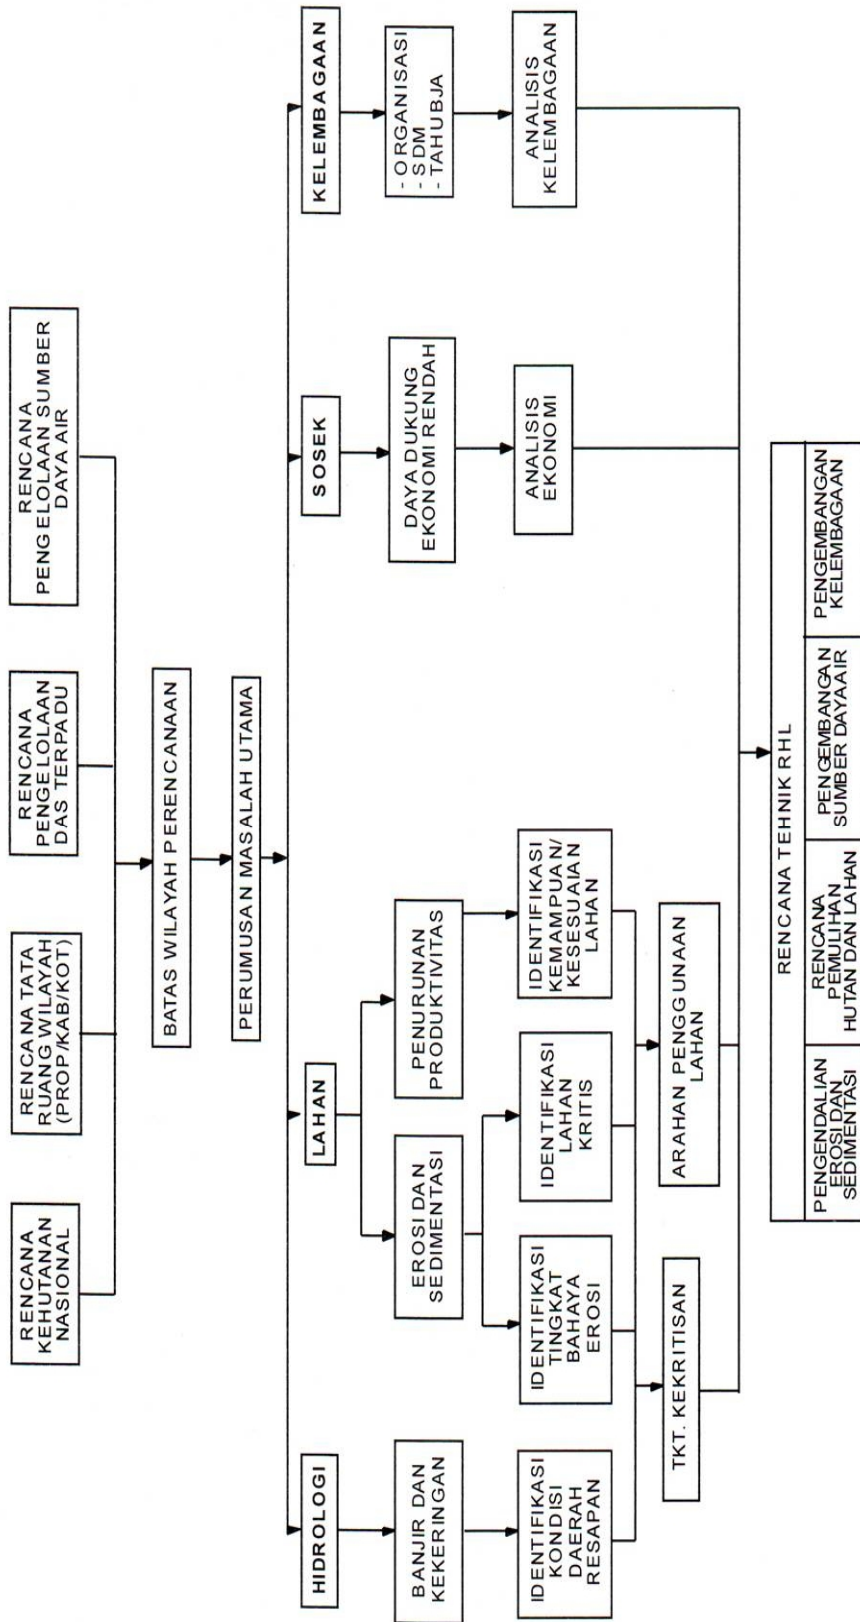 RENCANA
KEHUTANAN
NASIONAL
RENCANA TATA
RUANG WILAYAH
(PROP/KAB/KOT)
RENCANA
PENGELOLAAN
DAS TERPADU
RENCANA
PENGELOLAAN SUMBER
DAYA AIR
BATAS WILAYAH PERENCANAAN
PERUMUSAN MASALAH UTAMA
HIDROLOGI
LAHAN
SOSEK
KELEMBAGAAN
BANJIR DAN
KEKERINGAN
EROSI DAN
SEDIMENTASI
PENURUNAN
PRODUKTIVITAS
DAYA DUKUNG
EKONOMI RENDAH
- ORGANISASI
- SDM
- TAHUBJA
IDENTIFIKASI
KONDISI
DAERAH
RESAPAN
IDENTIFIKASI
TINGKAT
BAHAYA
EROSI
IDENTIFIKASI
LAHAN
KRITIS
IDENTIFIKASI
KEMAMPUAN/
KESESUAIAN
LAHAN
ANALISIS
EKONOMI
ANALISIS
KELEMBAGAAN
TKT. KEKRITISAN
ARAHAN PENGGUNAAN
LAHAN
RENCANA TEHNIK RHL
PENGENDALIAN
EROSI DAN
SEDIMENTASI
RENCANA
PEMULIHAN
HUTAN DAN LAHAN
PENGEMBANGAN
SUMBER DAYA AIR
PENGEMBANGAN
KELEMBAGAAN